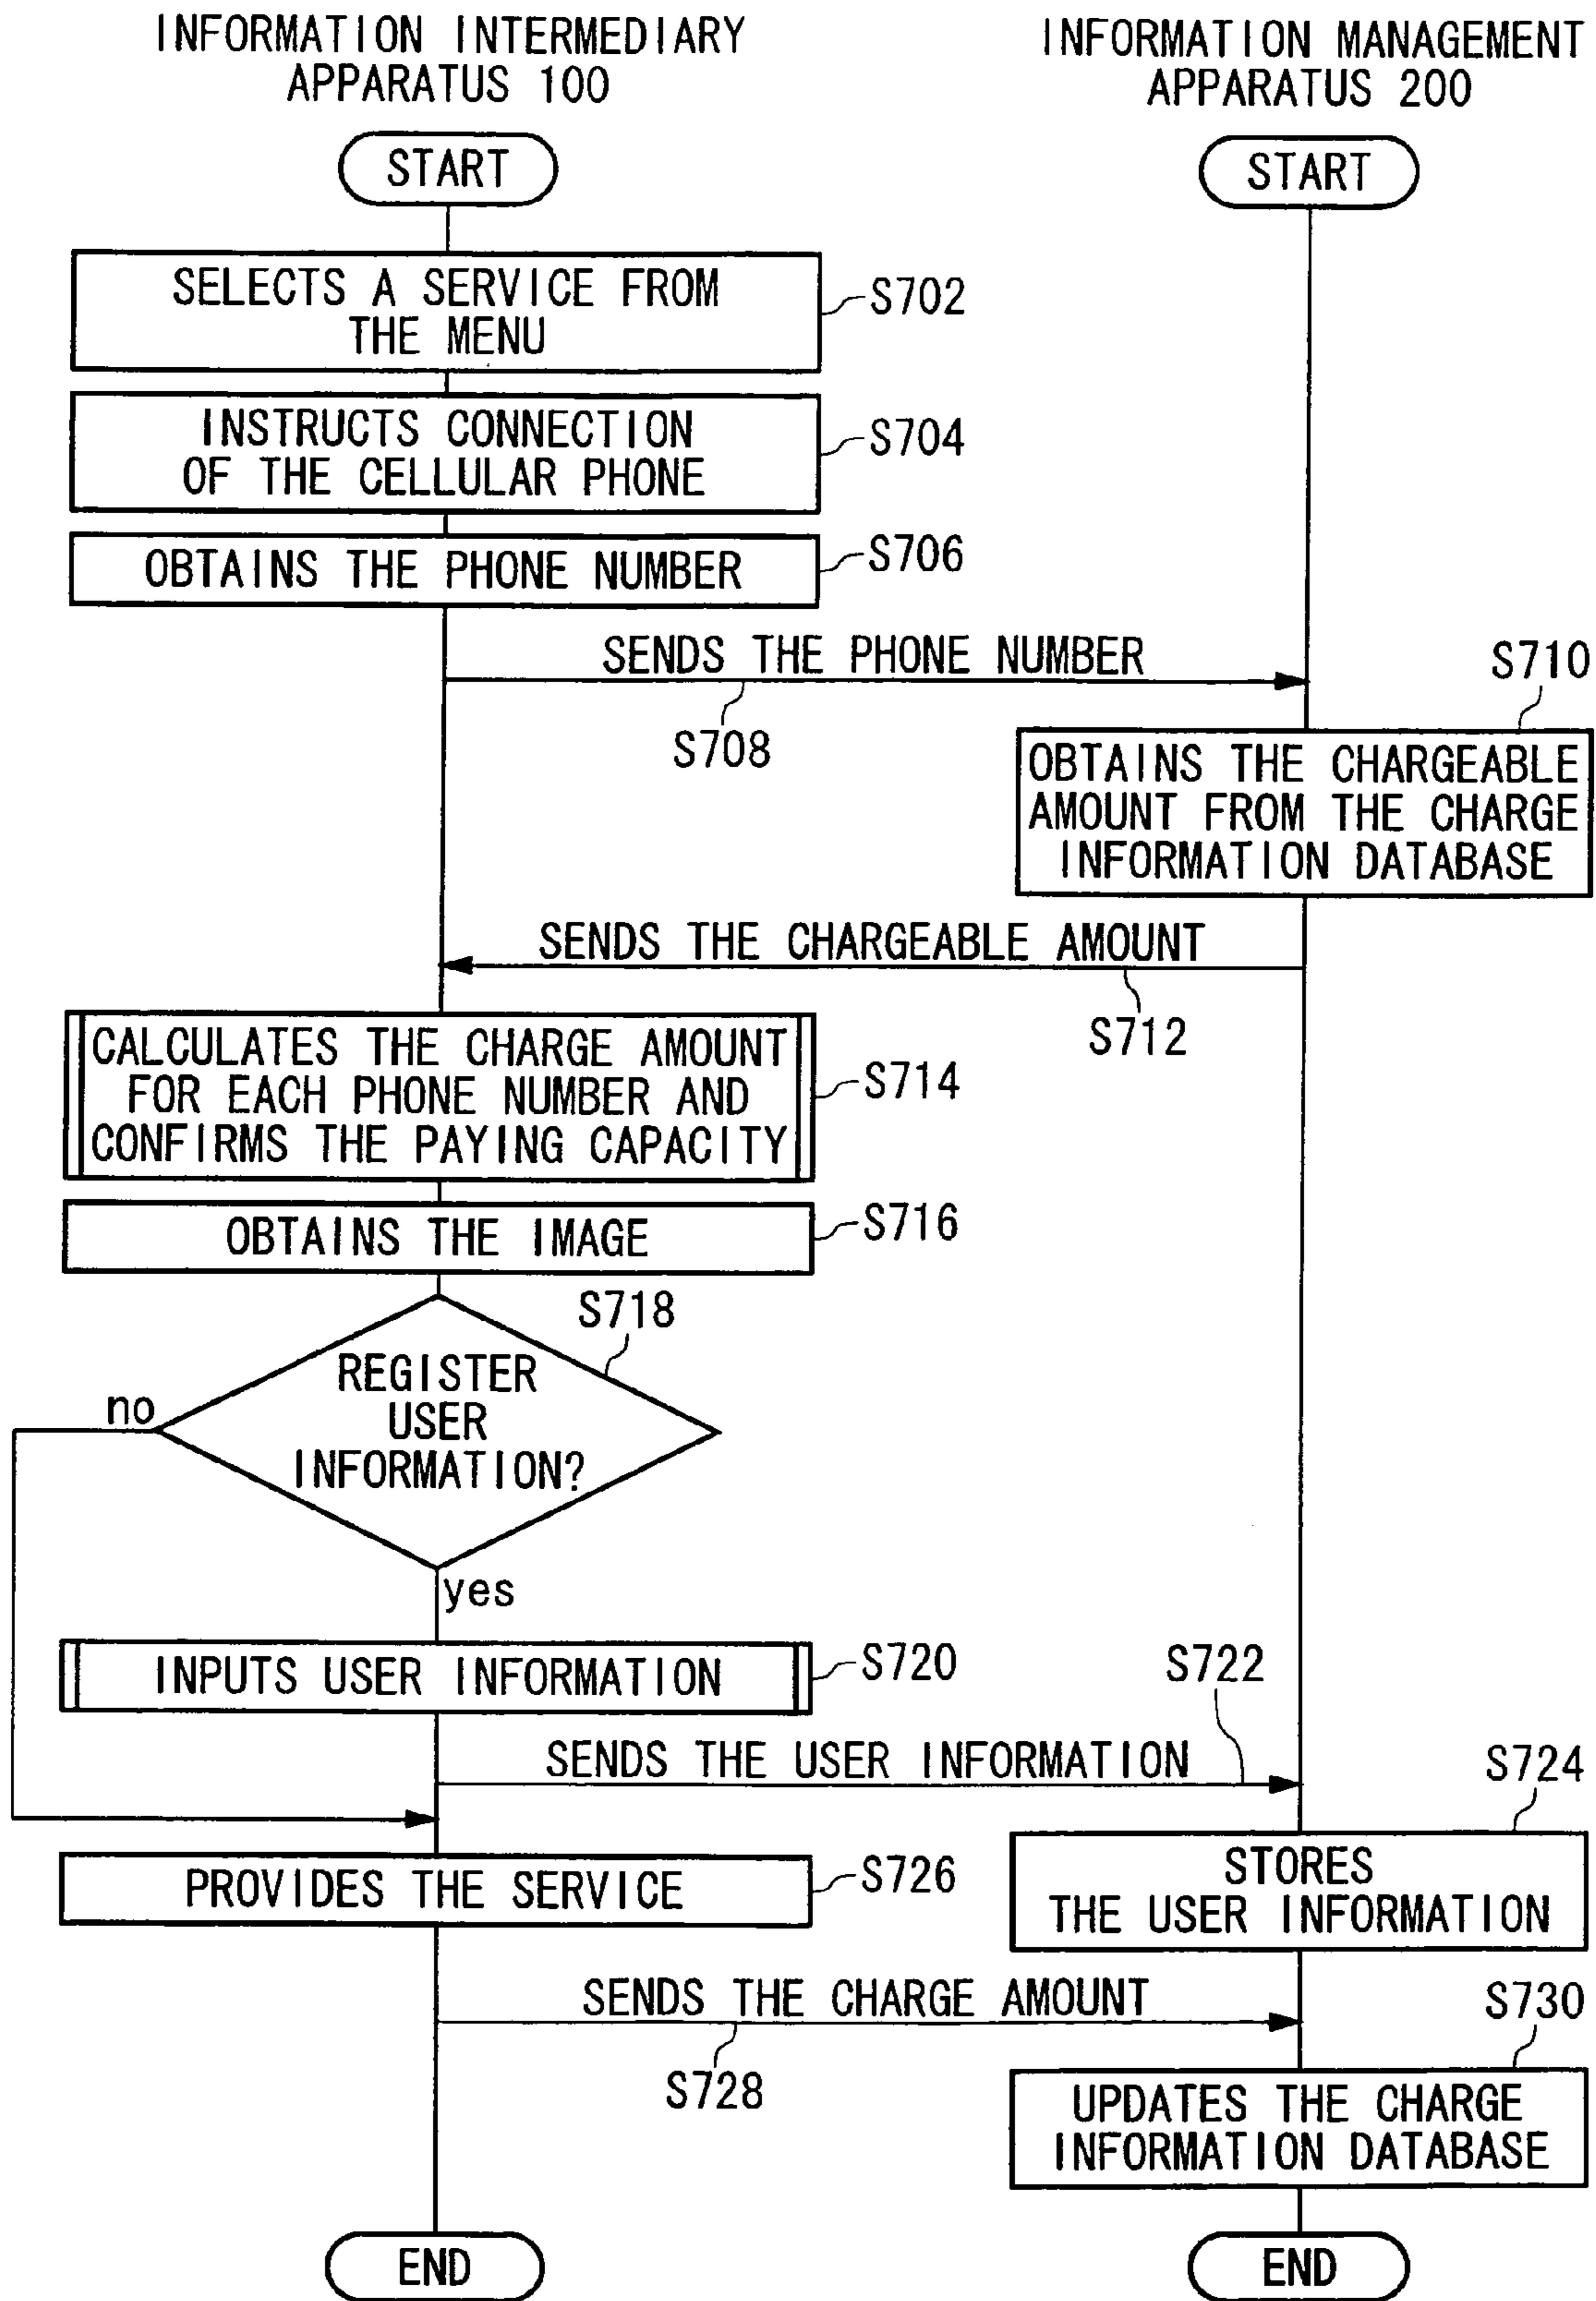 INFORMATION INTERMEDIARY
APPARATUS 100
INFORMATION MANAGEMENT
APPARATUS 200
START
START
SELECTS A SERVICE FROM
THE MENU
S702
INSTRUCTS CONNECTION
OF THE CELLULAR PHONE
S704
OBTAINS THE PHONE NUMBER
S706
SENDS THE PHONE NUMBER
S708
S710
OBTAINS THE CHARGEABLE
AMOUNT FROM THE CHARGE
INFORMATION DATABASE
SENDS THE CHARGEABLE AMOUNT
S712
CALCULATES THE CHARGE AMOUNT
FOR EACH PHONE NUMBER AND
CONFIRMS THE PAYING CAPACITY
S714
OBTAINS THE IMAGE
S716
S718
REGISTER
USER
INFORMATION?
no
yes
INPUTS USER INFORMATION
S720
S722
SENDS THE USER INFORMATION
S724
STORES
THE USER INFORMATION
PROVIDES THE SERVICE
S726
SENDS THE CHARGE AMOUNT
S728
S730
UPDATES THE CHARGE
INFORMATION DATABASE
END
END